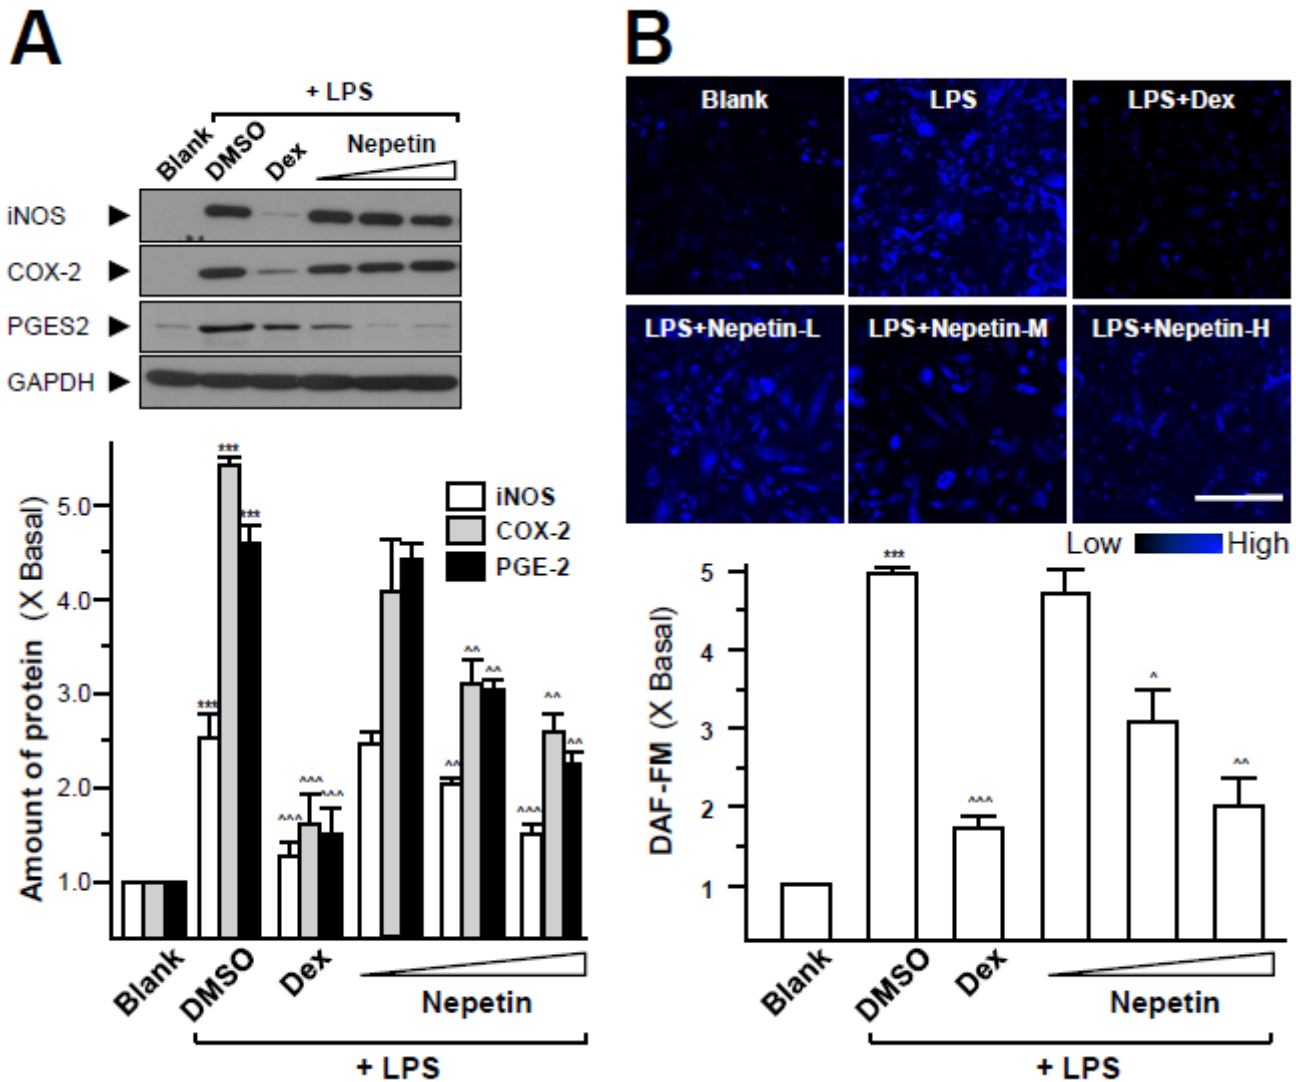 A
+ LPS
Blank
DMSO
Dex
Nepetin
iNOS
COX-2
PGES2
GAPDH
Amount of protein (X Basal)
5.0
4.0
3.0
2.0
1.0
iNOS
COX-2
PGE-2
***
***
***
^^^
^^^
^^^
^^
^^
^^
^^^
^^
^^
Blank
DMSO
Dex
Nepetin
+ LPS
B
Blank
LPS
LPS+Dex
LPS+Nepetin-L
LPS+Nepetin-M
LPS+Nepetin-H
Low
High
DAF-FM (X Basal)
5
4
3
2
1
***
^^^
^
^^
Blank
DMSO
Dex
Nepetin
+ LPS